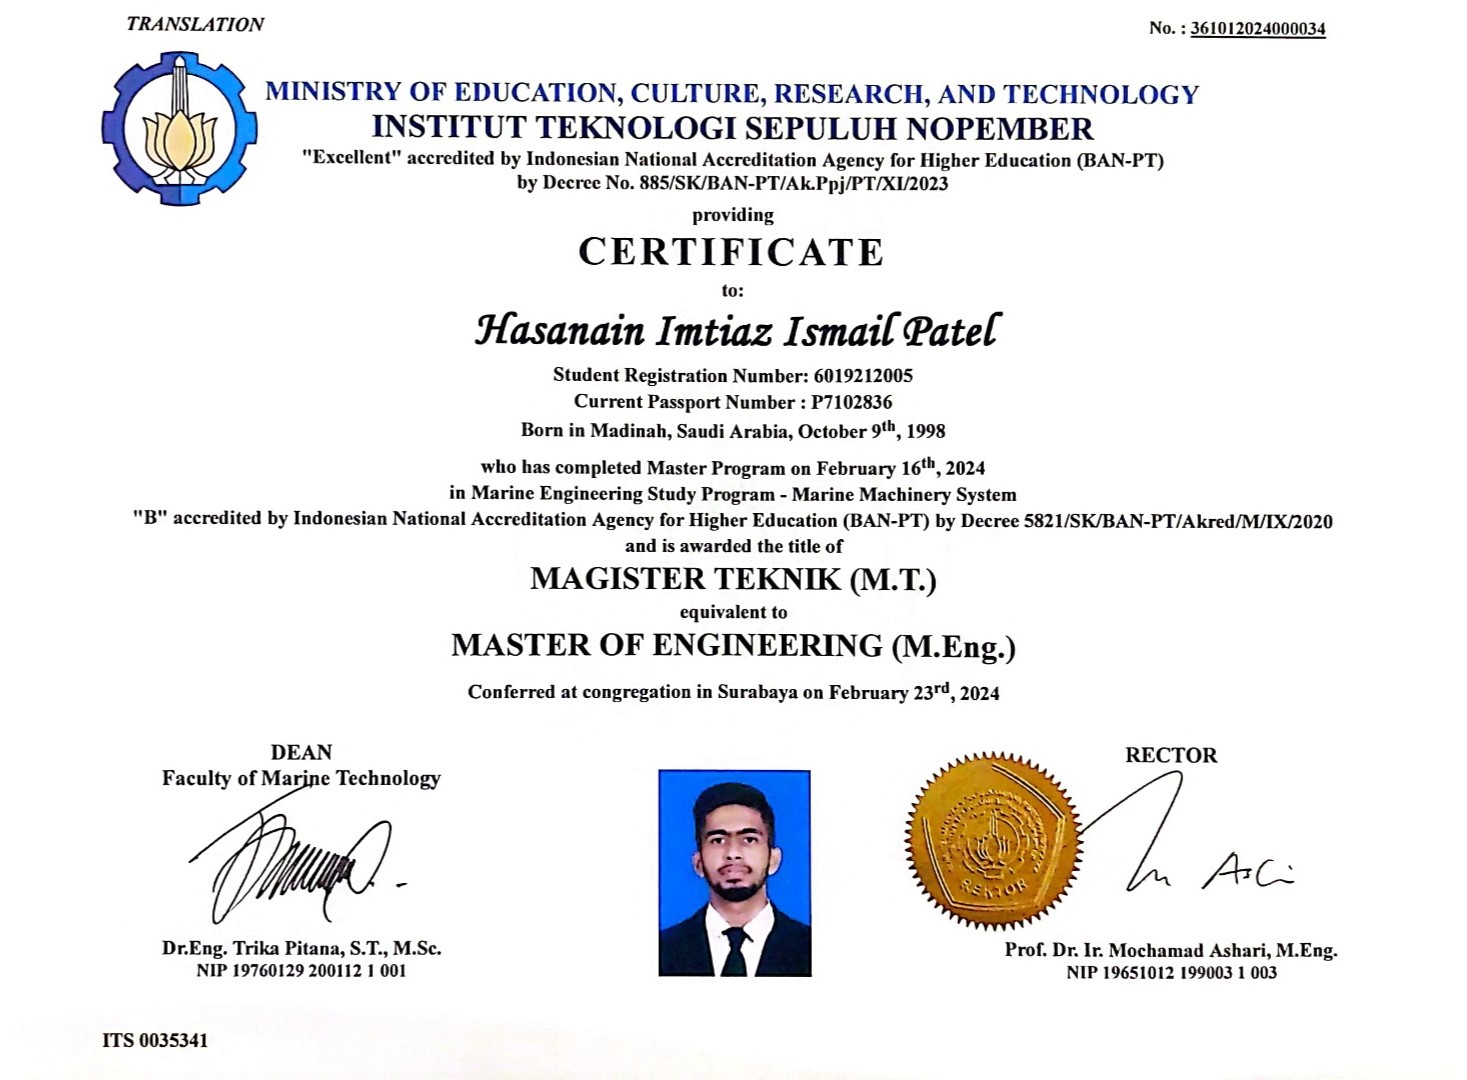 TRANSLATION
No. : 361012024000034
MINISTRY OF EDUCATION, CULTURE, RESEARCH, AND TECHNOLOGY
INSTITUT TEKNOLOGI SEPULUH NOPEMBER
"Excellent" accredited by Indonesian National Accreditation Agency for Higher Education (BAN-PT)
by Decree No. 885/SK/BAN-PT/Ak.Ppj/PT/XI/2023
providing
CERTIFICATE
to:
Hasanain Imtiaz Ismail Patel
Student Registration Number: 6019212005
Current Passport Number : P7102836
Born in Madinah, Saudi Arabia, October 9th, 1998
who has completed Master Program on February 16th, 2024
in Marine Engineering Study Program - Marine Machinery System
"B" accredited by Indonesian National Accreditation Agency for Higher Education (BAN-PT) by Decree 5821/SK/BAN-PT/Akred/M/IX/2020
and is awarded the title of
MAGISTER TEKNIK (M.T.)
equivalent to
MASTER OF ENGINEERING (M.Eng.)
Conferred at congregation in Surabaya on February 23rd, 2024
DEAN
Faculty of Marine Technology
Dr.Eng. Trika Pitana, S.T., M.Sc.
NIP 19760129 200112 1 001
RECTOR
REKTOR
Prof. Dr. Ir. Mochamad Ashari, M.Eng.
NIP 19651012 199003 1 003
ITS 0035341